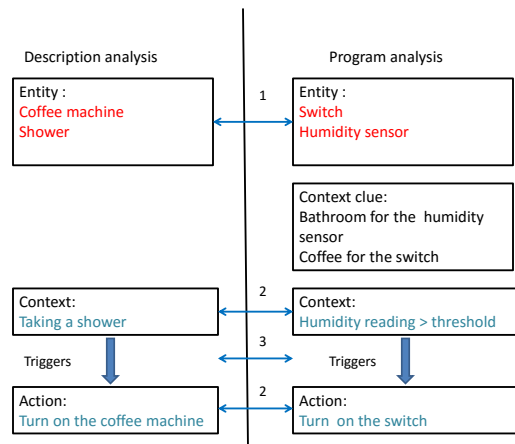 Description analysis
Program analysis
Entity :
Coffee machine
Shower
1
Entity :
Switch
Humidity sensor
Context clue:
Bathroom for the humidity
sensor
Coffee for the switch
Context:
Taking a shower
2
Context:
Humidity reading > threshold
Triggers
3
Triggers
Action:
Turn on the coffee machine
2
Action:
Turn on the switch